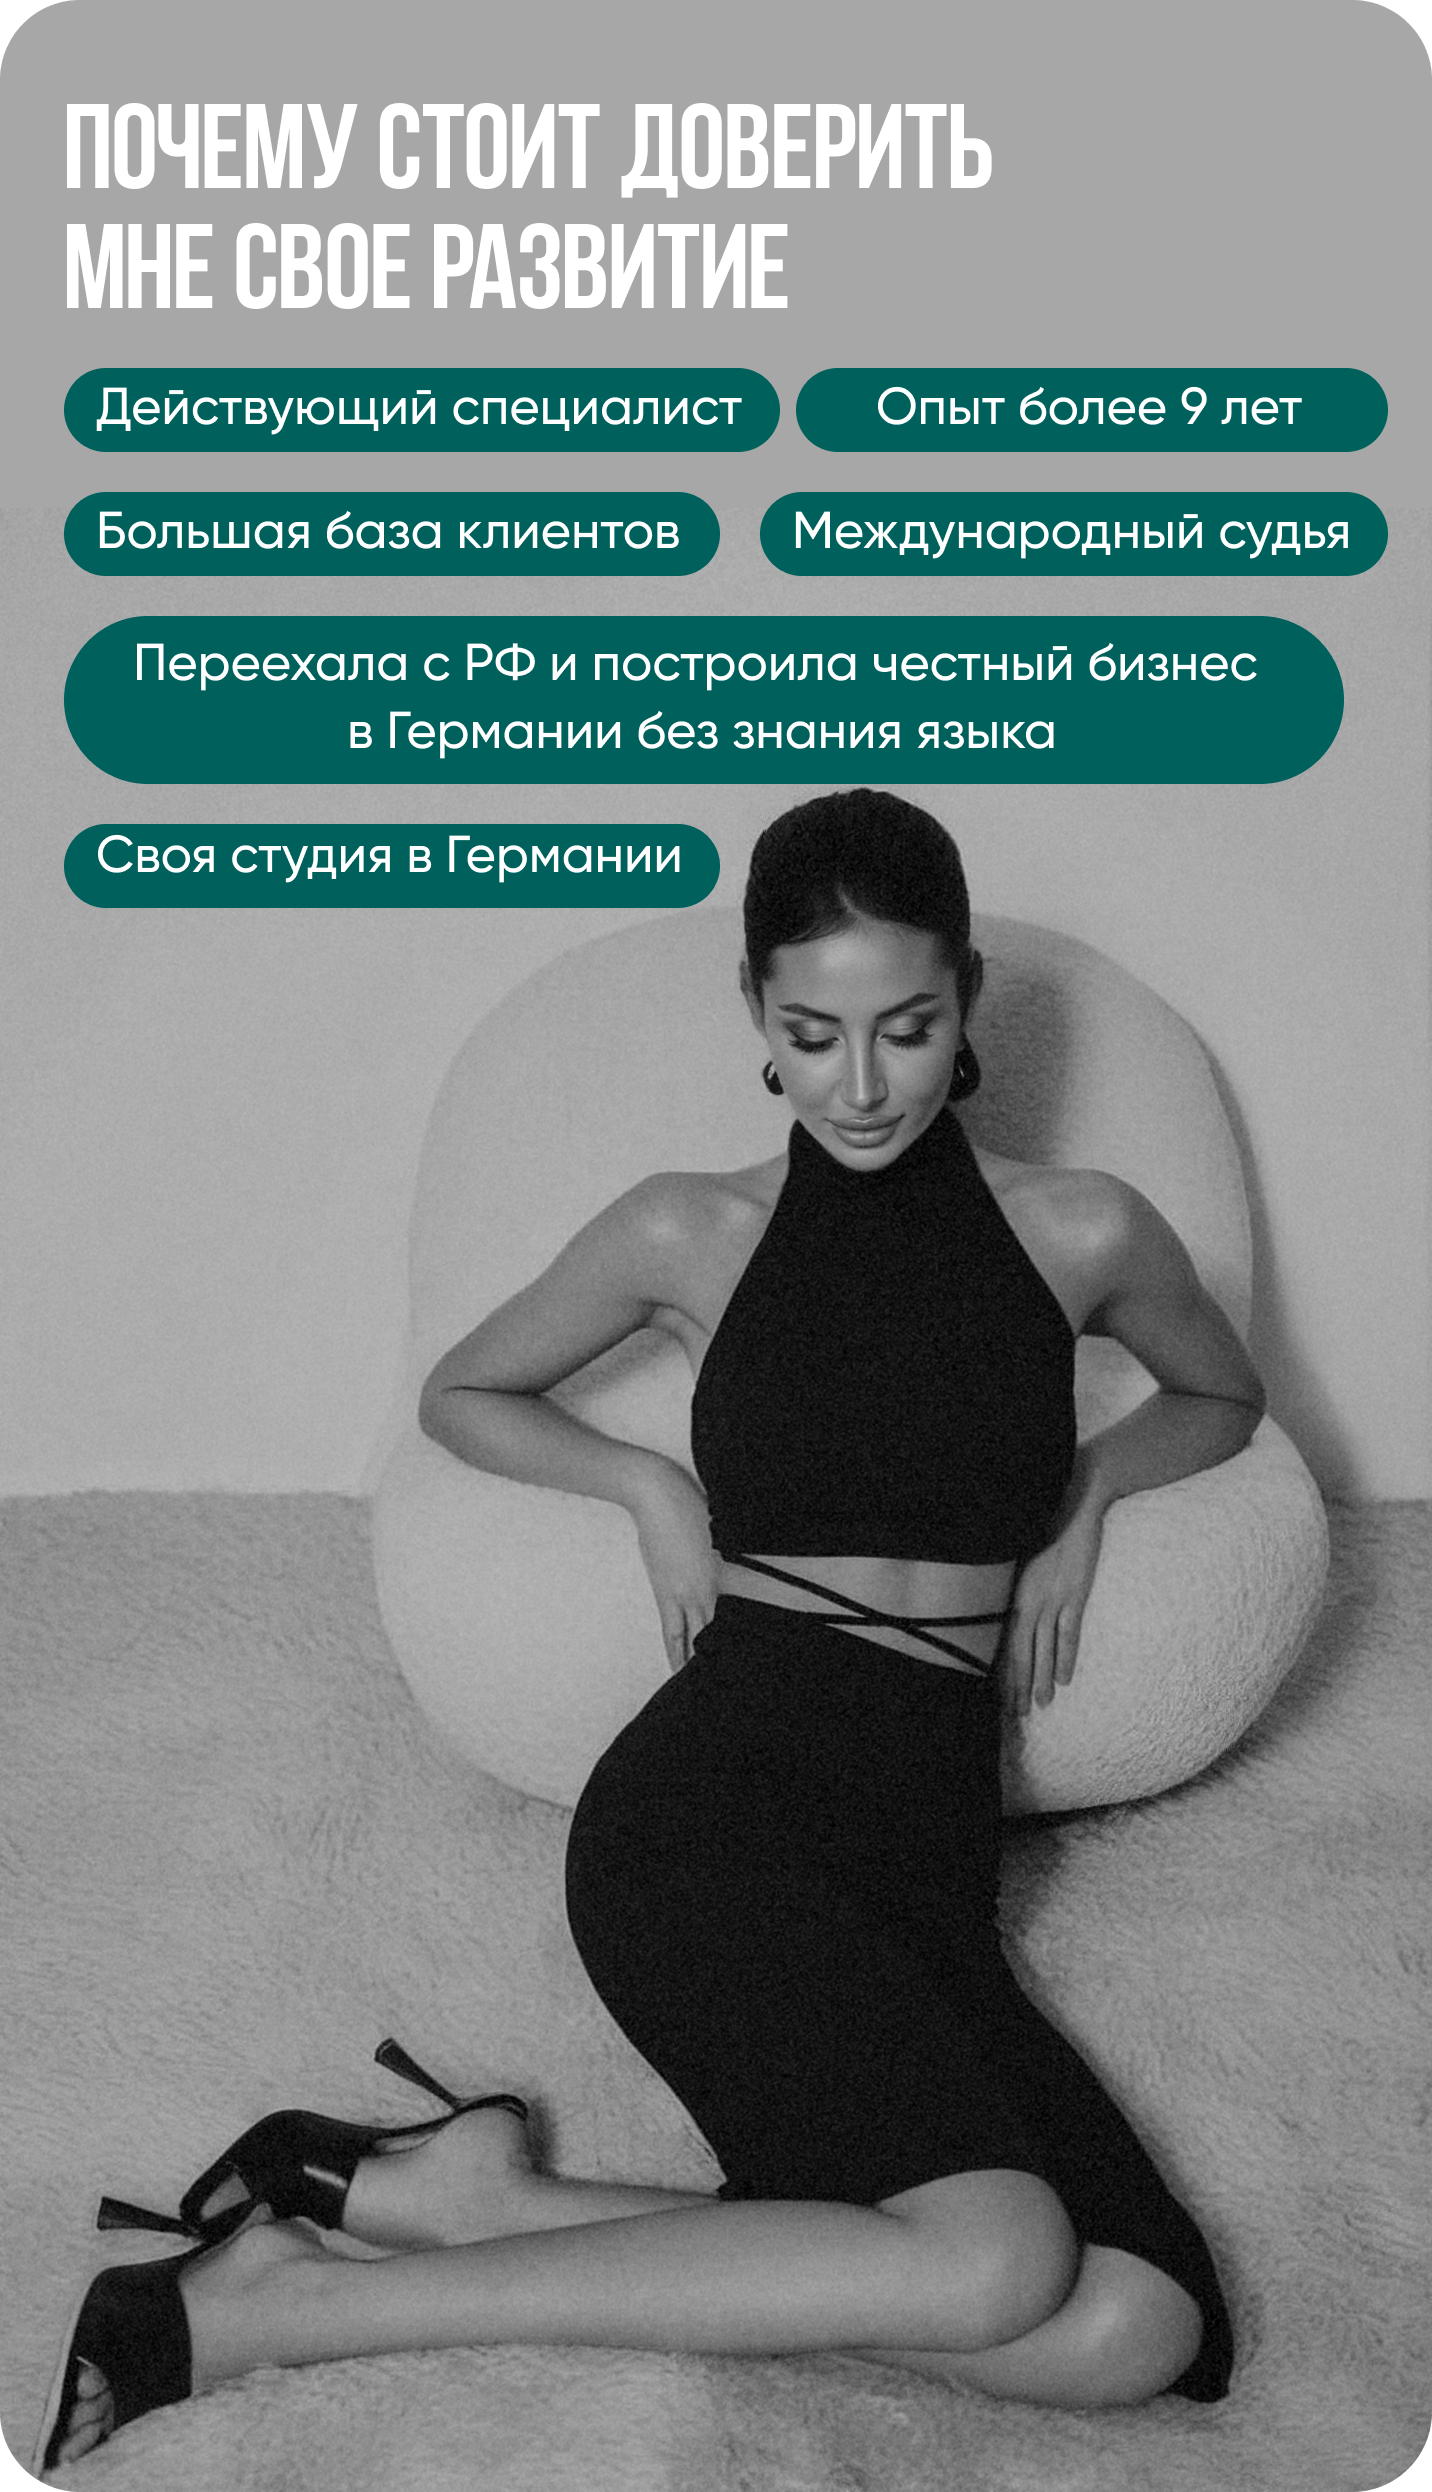 ПОЧЕМУ СТОИТ ДОВЕРИТЬ
МНЕ СВОЕ РАЗВИТИЕ
Действующий специалист
Опыт более 9 лет
Большая база клиентов
Международный судья
Переехала с РФ и построила честный бизнес
в Германии без знания языка
Своя студия в Германии